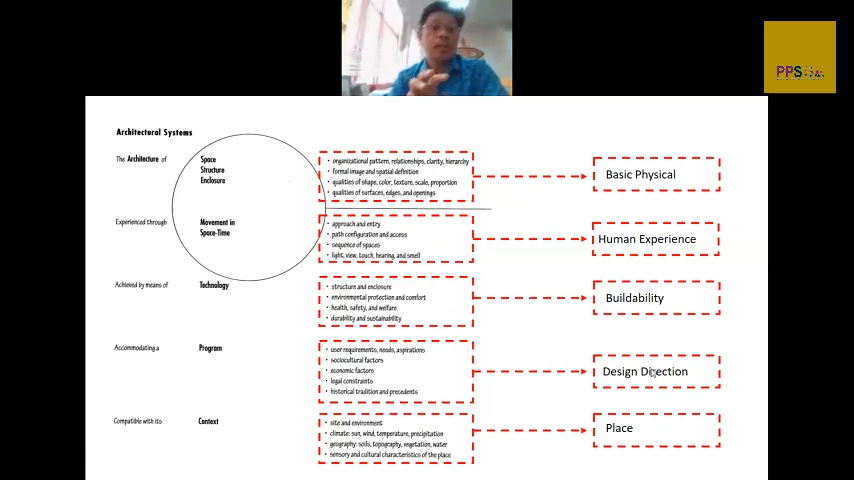 PPS
Architectural Systems
The Architecture of
Space
Structure
Enclosure
• organizational pattern, relationships, clarity, hierarchy
• formal image and spatial definition
• qualities of shape, color, texture, scale, proportion
• qualities of surfaces, edges, and openings
Basic Physical
Experienced through
Movement in
Space-Time
• approach and entry
• path configuration and access
• sequence of spaces
• light, view, touch, hearing, and smell
Human Experience
Achieved by means of
Technology
• structure and enclosure
• environmental protection and comfort
• health, safety, and welfare
• durability and sustainability
Buildability
Accommodating a
Program
• user requirements, needs, aspirations
• sociocultural factors
• economic factors
• legal constraints
• historical tradition and precedents
Design Direction
Compatible with its
Context
• site and environment
• climate: sun, wind, temperature, precipitation
• geography: soils, topography, vegetation, water
• sensory and cultural characteristics of the place
Place